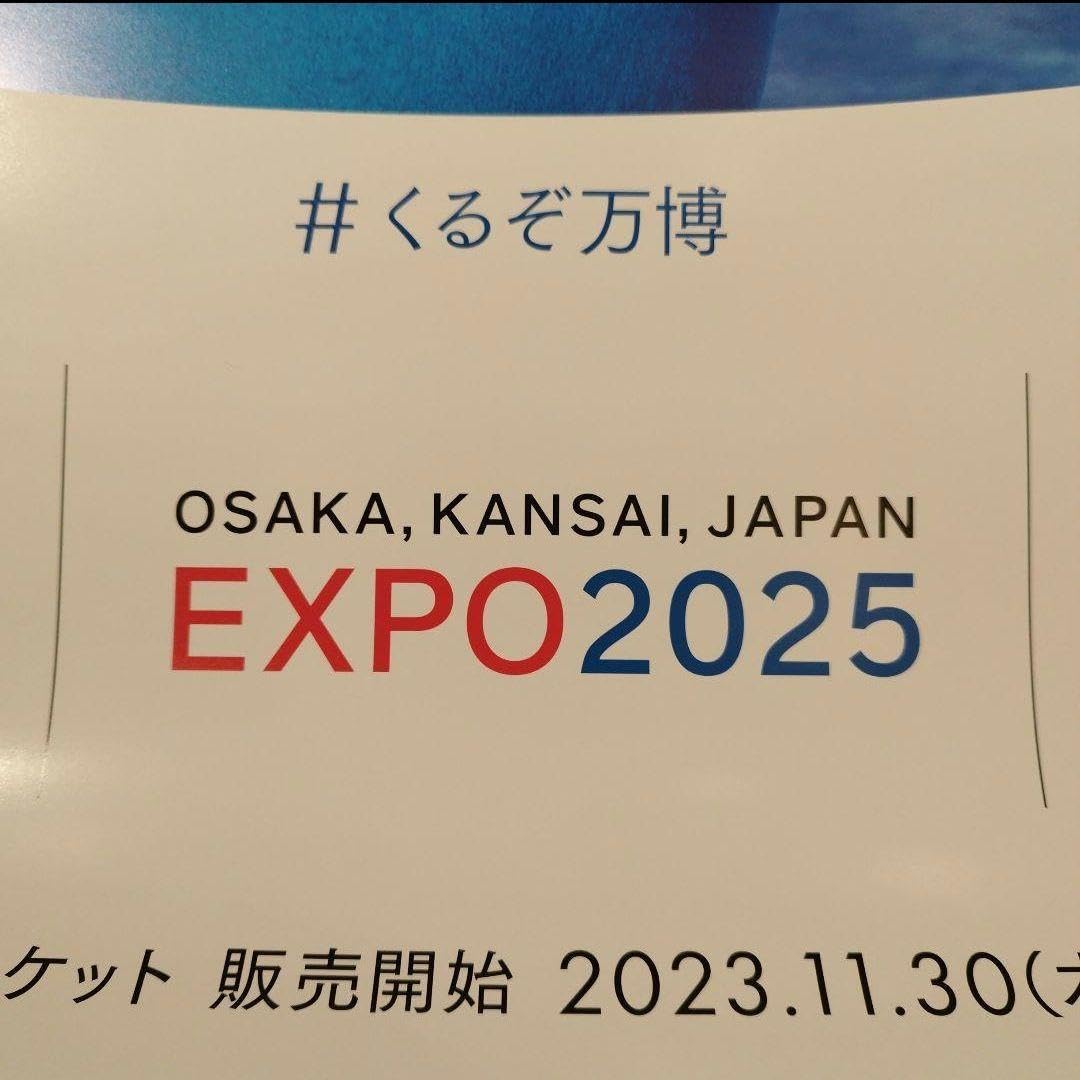 #くるぞ万博
OSAKA, KANSAI, JAPAN
EXPO2025
ケット 販売開始 2023.11.30(